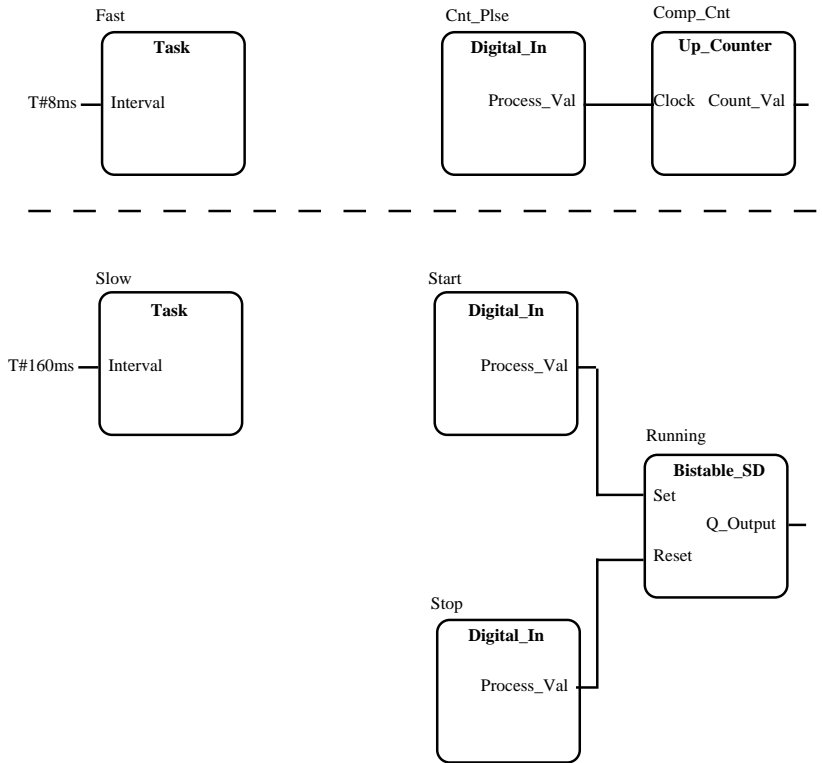 Fast
Cnt_Plse
Comp_Cnt
Task
Digital_In
Up_Counter
T#8ms
Interval
Process_Val
Clock
Count_Val
Slow
Start
Task
Digital_In
T#160ms
Interval
Process_Val
Running
Bistable_SD
Set
Q_Output
Reset
Stop
Digital_In
Process_Val